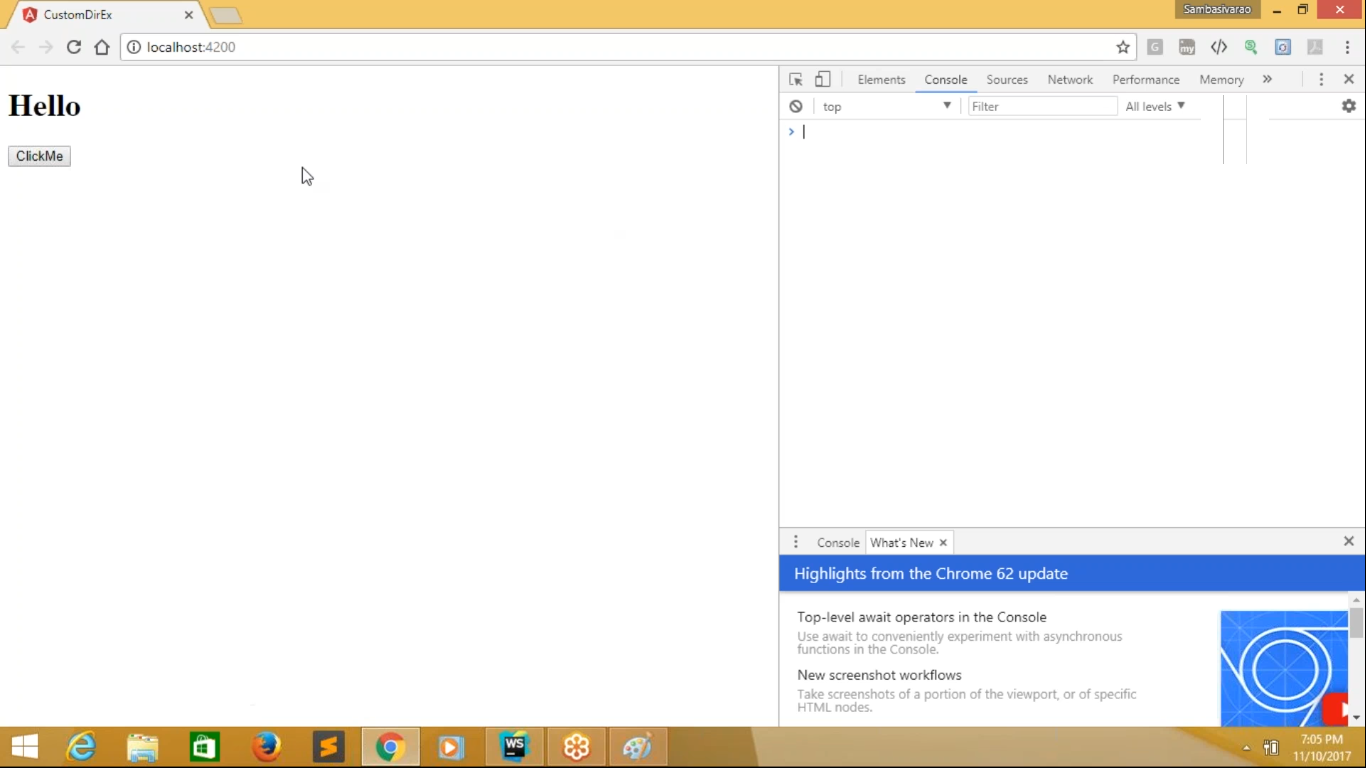 CustomDirEx
Sambasivarao
localhost:4200
Hello
ClickMe
Elements Console Sources Network Performance Memory »
top Filter All levels
>
Console What's New
Highlights from the Chrome 62 update
Top-level await operators in the Console
Use await to conveniently experiment with asynchronous
functions in the Console.
New screenshot workflows
Take screenshots of a portion of the viewport, or of specific
HTML nodes.
G my </>
WS
7:05 PM
11/10/2017